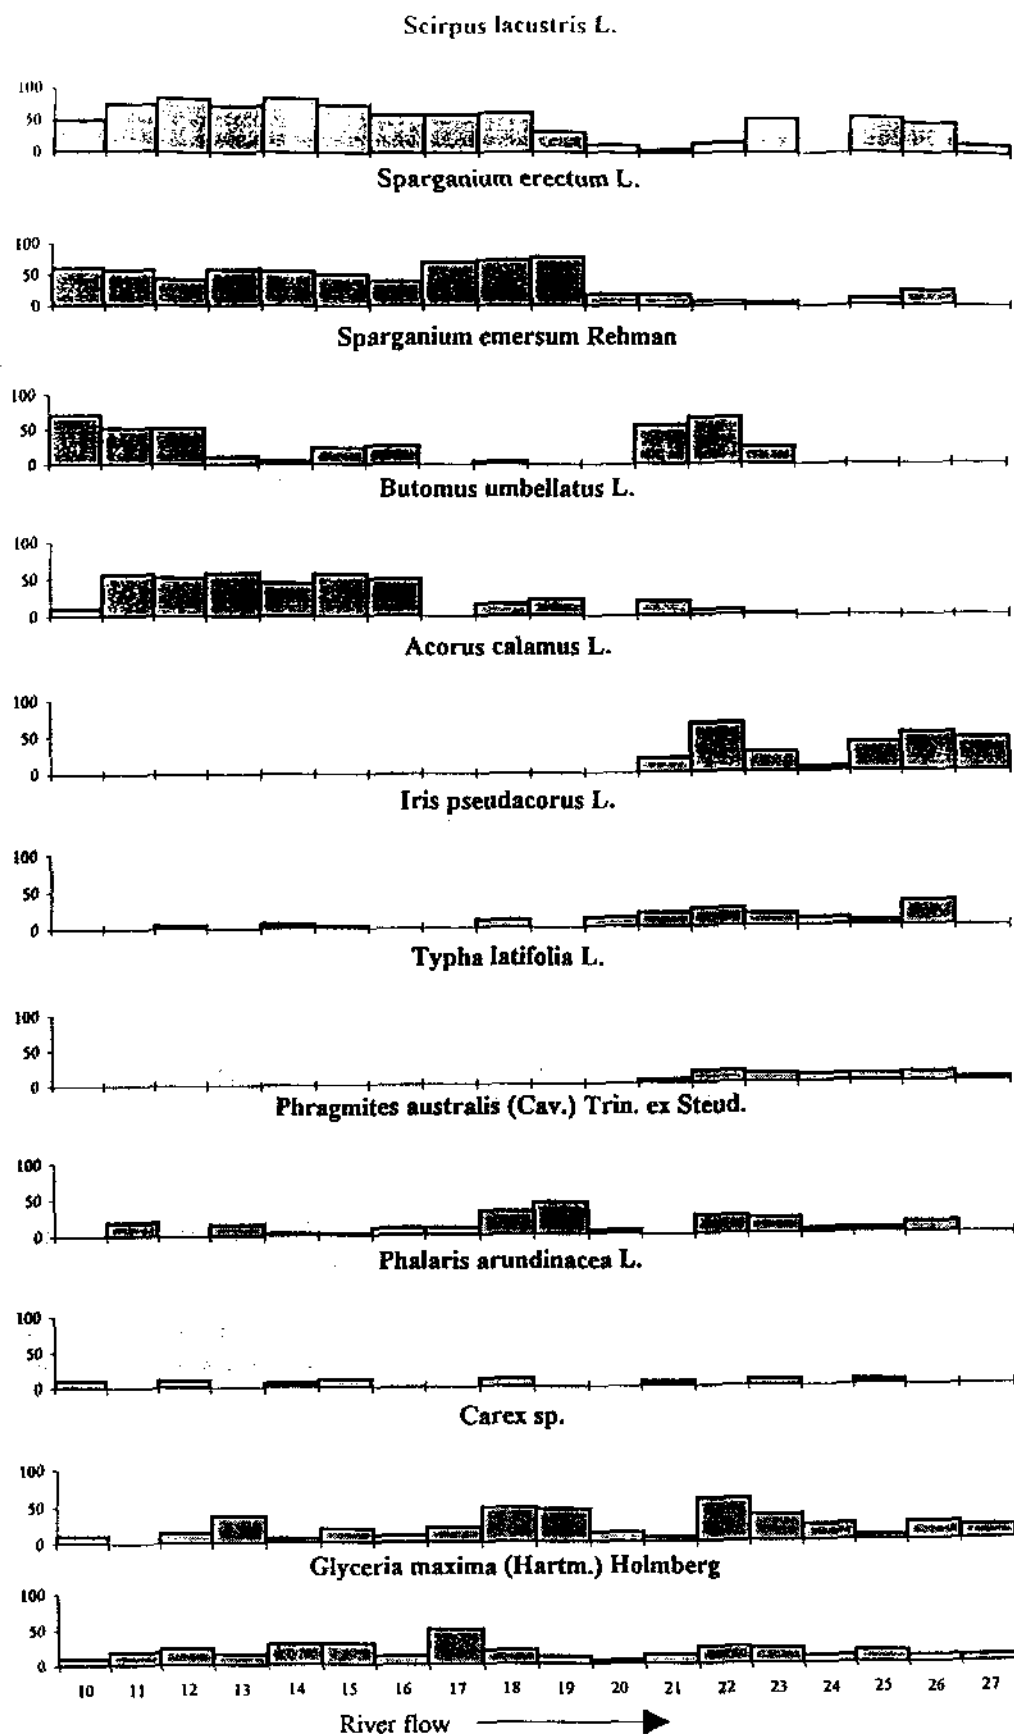 Scirpus lacustris L.
100
50
0
Sparganium erectum L.
100
50
0
Sparganium emersum Rehman
100
50
0
Butomus umbellatus L.
100
50
0
Acorus calamus L.
100
50
0
Iris pseudacorus L.
100
50
0
Typha latifolia L.
100
50
0
Phragmites australis (Cav.) Trin. ex Steud.
100
50
0
Phalaris arundinacea L.
100
50
0
Carex sp.
100
50
0
Glyceria maxima (Hartm.) Holmberg
100
50
0
10 11 12 13 14 15 16 17 18 19 20 21 22 23 24 25 26 27
River flow